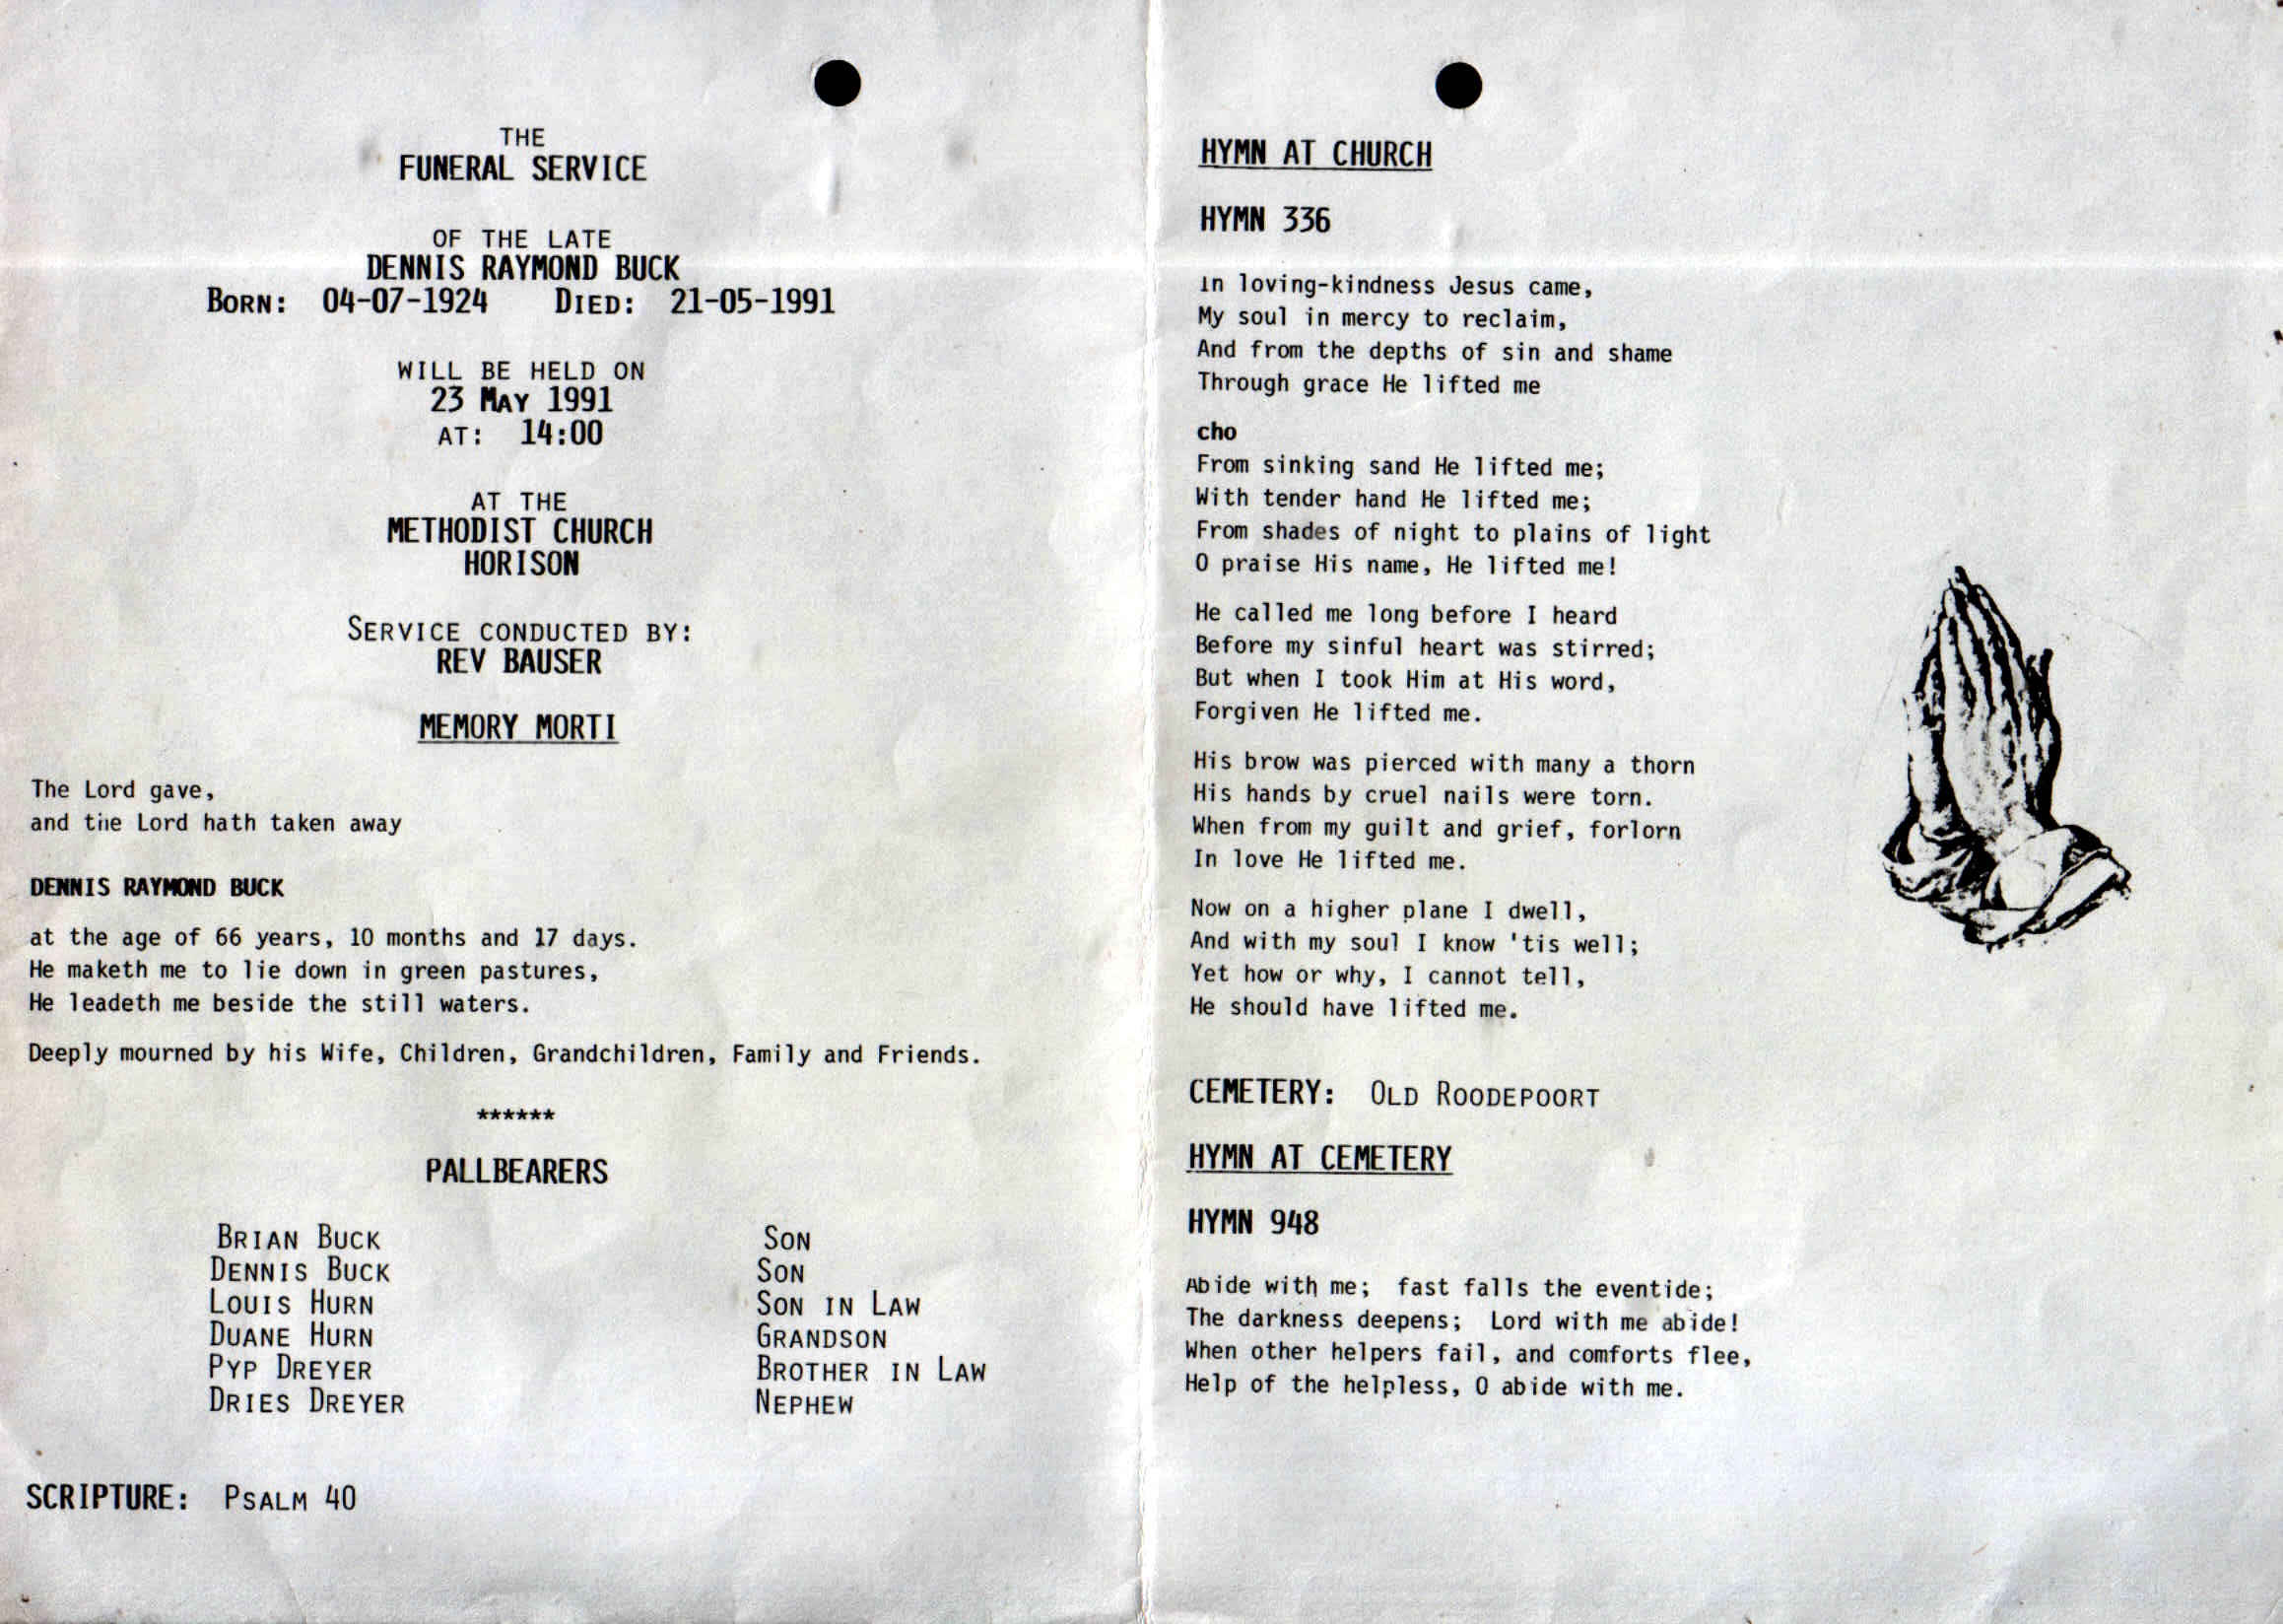 THE
FUNERAL SERVICE
OF THE LATE
DENNIS RAYMOND BUCK
BORN: 04-07-1924 DIED: 21-05-1991
WILL BE HELD ON
23 MAY 1991
AT: 14:00
AT THE
METHODIST CHURCH
HORISON
SERVICE CONDUCTED BY:
REV BAUSER
MEMORY MORTI
The Lord gave,
and the Lord hath taken away
DENNIS RAYMOND BUCK
at the age of 66 years, 10 months and 17 days.
He maketh me to lie down in green pastures,
He leadeth me beside the still waters.
Deeply mourned by his Wife, Children, Grandchildren, Family and Friends.
******
PALLBEARERS
BRIAN BUCK SON
DENNIS BUCK SON
LOUIS HURN SON IN LAW
DUANE HURN GRANDSON
PYP DREYER BROTHER IN LAW
DRIES DREYER NEPHEW
SCRIPTURE: PSALM 40
HYMN AT CHURCH
HYMN 336
In loving-kindness Jesus came,
My soul in mercy to reclaim,
And from the depths of sin and shame
Through grace He lifted me
cho
From sinking sand He lifted me;
With tender hand He lifted me;
From shades of night to plains of light
O praise His name, He lifted me!
He called me long before I heard
Before my sinful heart was stirred;
But when I took Him at His word,
Forgiven He lifted me.
His brow was pierced with many a thorn
His hands by cruel nails were torn.
When from my guilt and grief, forlorn
In love He lifted me.
Now on a higher plane I dwell,
And with my soul I know 'tis well;
Yet how or why, I cannot tell,
He should have lifted me.
CEMETERY: OLD ROODEPOORT
HYMN AT CEMETERY
HYMN 948
Abide with me; fast falls the eventide;
The darkness deepens; Lord with me abide!
When other helpers fail, and comforts flee,
Help of the helpless, O abide with me.